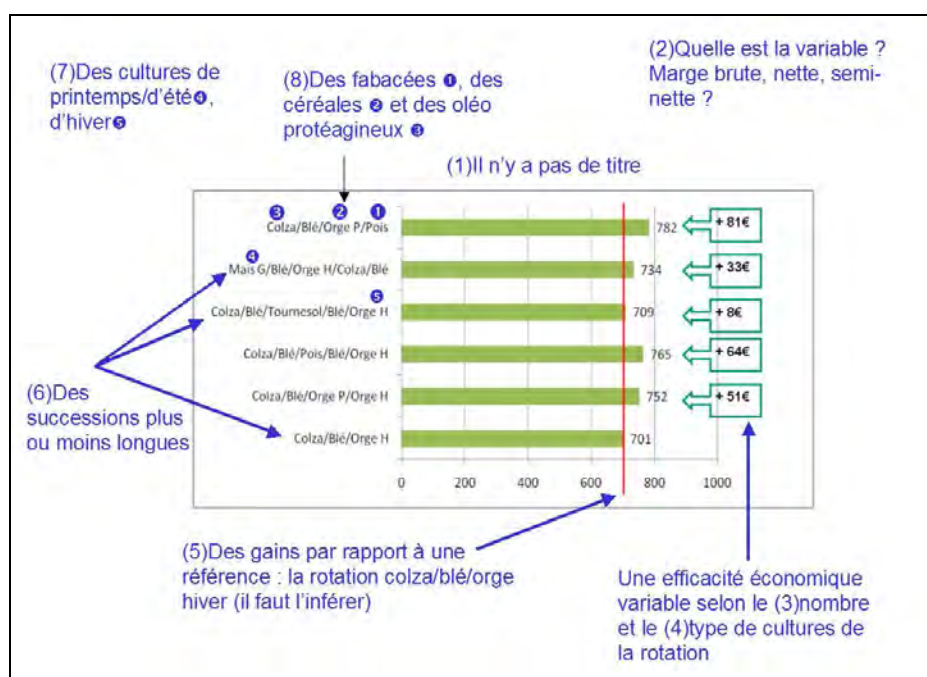 (7)Des cultures de
printemps/d'été❹,
d'hiver❺
(8)Des fabacées ❶, des
céréales ❷ et des oléo
protéagineux ❸
(2)Quelle est la variable ?
Marge brute, nette, semi-
nette ?
(1)Il n'y a pas de titre
❸ ❷ ❶
Colza/Blé/Orge P/Pois
782
+ 81€
❹
Maïs G/Blé/Orge H/Colza/Blé
734
+ 33€
❺
Colza/Blé/Tournesol/Blé/Orge H
709
+ 8€
Colza/Blé/Pois/Blé/Orge H
765
+ 64€
Colza/Blé/Orge P/Orge H
752
+ 51€
Colza/Blé/Orge H
701
0 200 400 600 800 1000
(6)Des
successions plus
ou moins longues
(5)Des gains par rapport à une
référence : la rotation colza/blé/orge
hiver (il faut l'inférer)
Une efficacité économique
variable selon le (3)nombre
et le (4)type de cultures de
la rotation